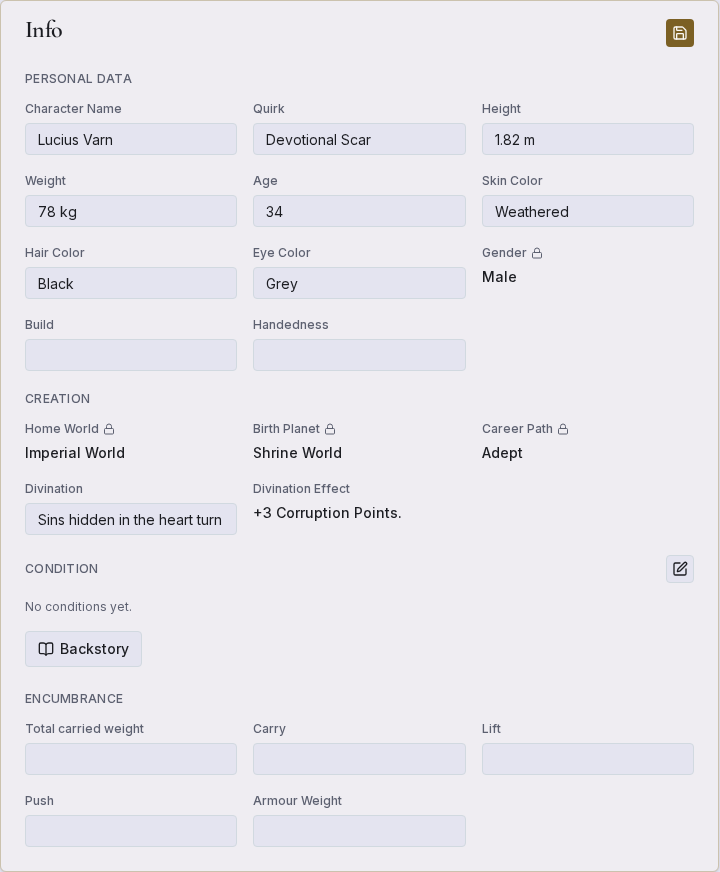 Info
PERSONAL DATA
Character Name Quirk Height
Lucius Varn Devotional Scar 1.82 m
Weight Age Skin Color
78 kg 34 Weathered
Hair Color Eye Color Gender
Black Grey Male
Build Handedness
CREATION
Home World Birth Planet Career Path
Imperial World Shrine World Adept
Divination Divination Effect
Sins hidden in the heart turn +3 Corruption Points.
CONDITION
No conditions yet.
Backstory
ENCUMBRANCE
Total carried weight Carry Lift
Push Armour Weight